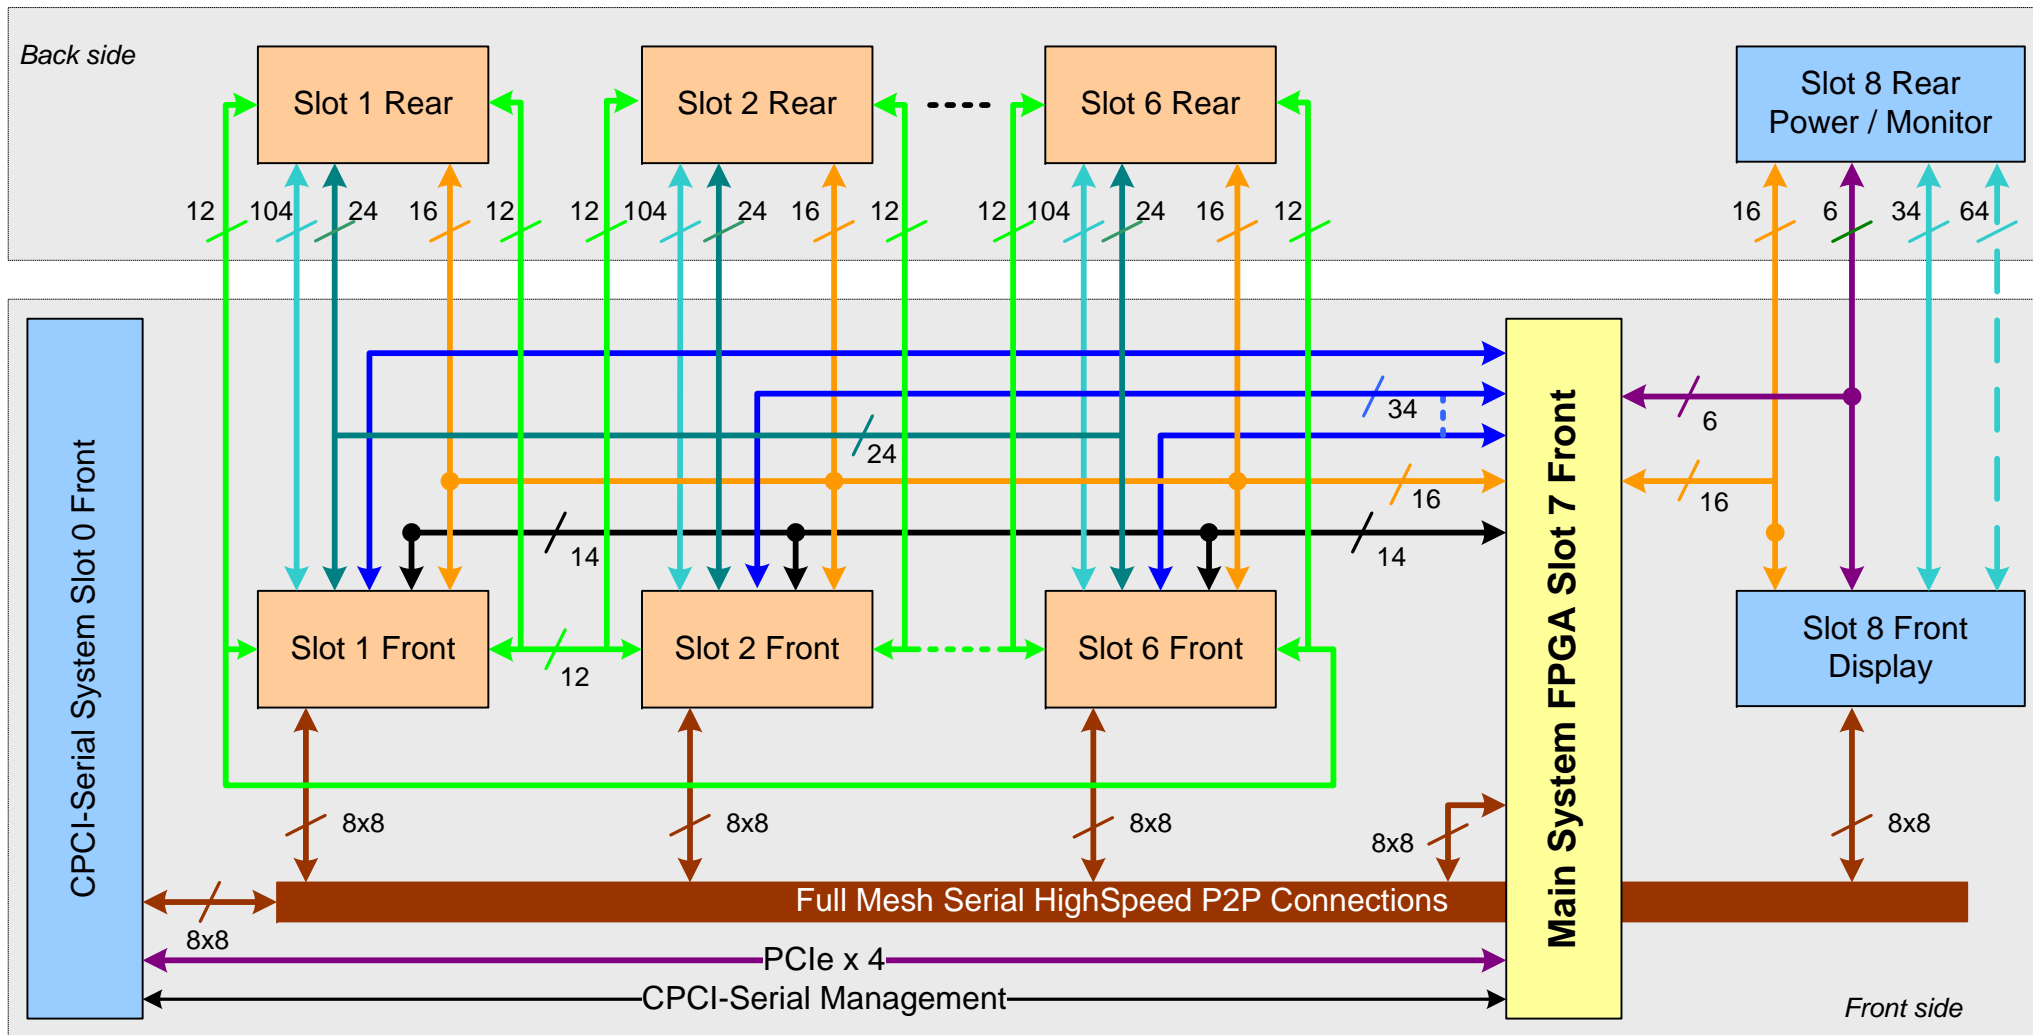 Back side
Slot 1 Rear
Slot 2 Rear
Slot 6 Rear
Slot 8 Rear
Power / Monitor
12 104 24 16 12 12 104 24 16 12 12 104 24 16 12 16 6 34 64
CPCI-Serial System Slot 0 Front
Main System FPGA Slot 7 Front
34
6
24
16
16
14
14
Slot 1 Front
12
Slot 2 Front
Slot 6 Front
Slot 8 Front
Display
8x8
8x8
8x8
8x8
8x8
Full Mesh Serial HighSpeed P2P Connections
8x8
PCIe x 4
CPCI-Serial Management
Front side